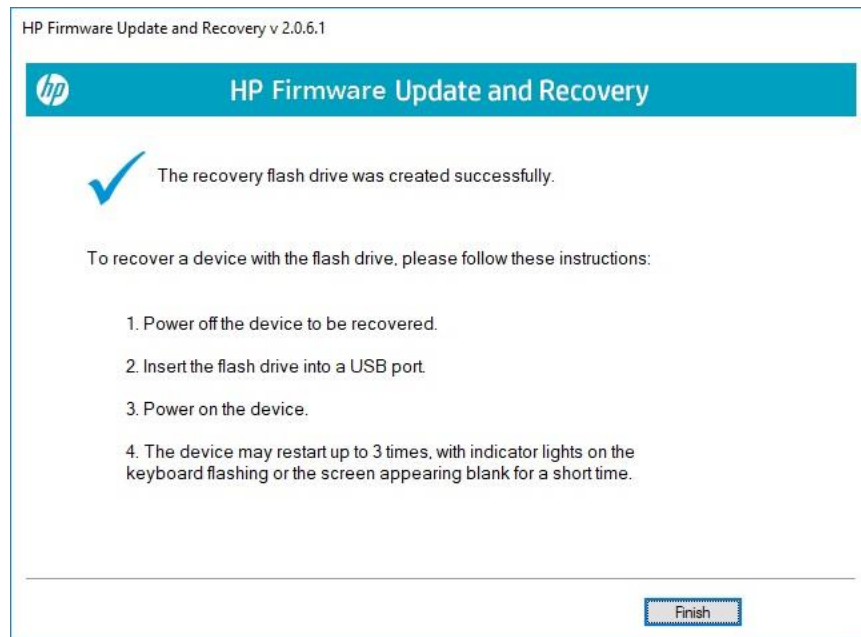 HP Firmware Update and Recovery v 2.0.6.1
hp
HP Firmware Update and Recovery
The recovery flash drive was created successfully.
To recover a device with the flash drive, please follow these instructions:
1. Power off the device to be recovered.
2. Insert the flash drive into a USB port.
3. Power on the device.
4. The device may restart up to 3 times, with indicator lights on the
keyboard flashing or the screen appearing blank for a short time.
Finish